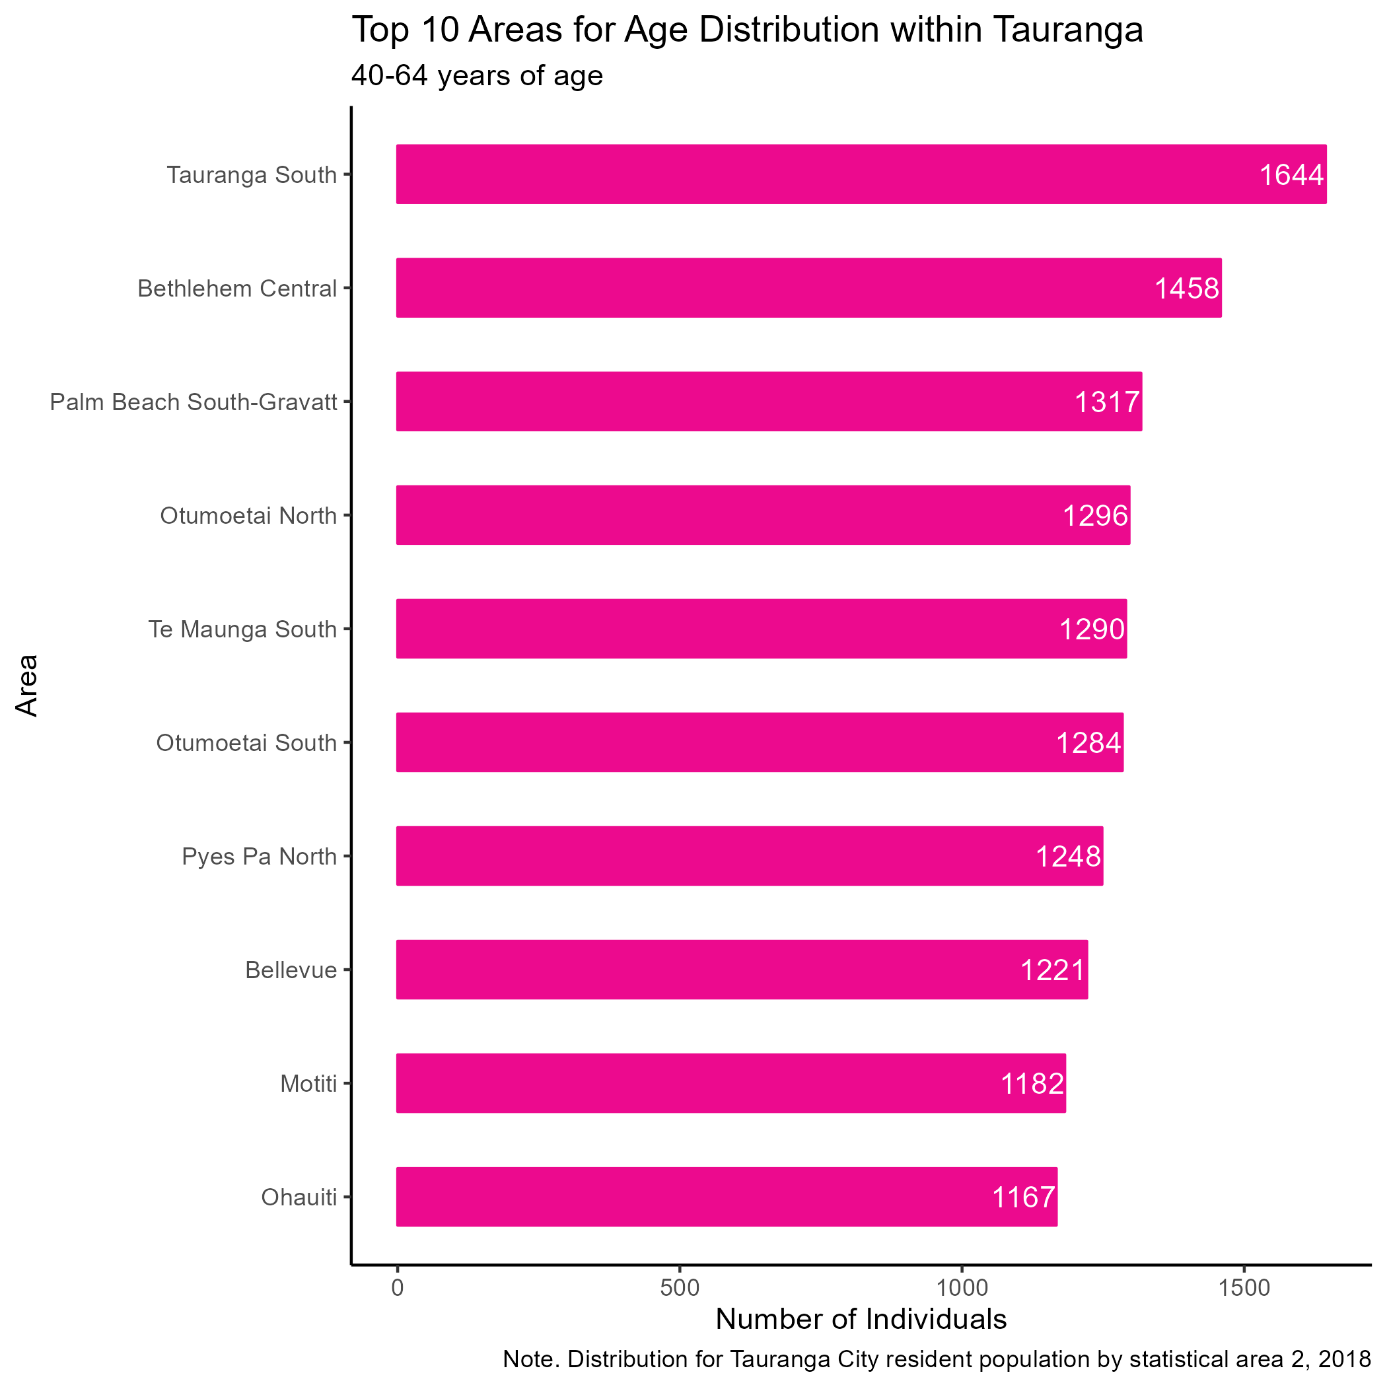 Top 10 Areas for Age Distribution within Tauranga
40-64 years of age
Tauranga South 1644
Bethlehem Central 1458
Palm Beach South-Gravatt 1317
Otumoetai North 1296
Te Maunga South 1290
Otumoetai South 1284
Pyes Pa North 1248
Bellevue 1221
Motiti 1182
Ohauiti 1167
Area
0 500 1000 1500
Number of Individuals
Note. Distribution for Tauranga City resident population by statistical area 2, 2018